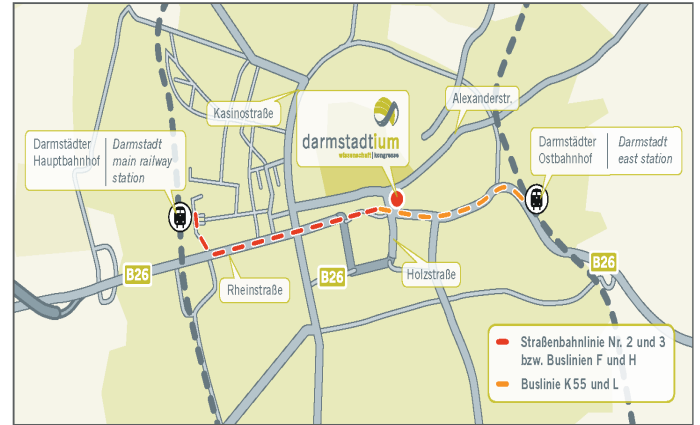 Kasinostraße
darmstadtium
wissenschaft | kongresse
Alexanderstr.
Darmstädter
Hauptbahnhof
Darmstadt
main railway
station
Darmstädter
Ostbahnhof
Darmstadt
east station
B26
Rheinstraße
B26
Holzstraße
B26
Straßenbahnlinie Nr. 2 und 3
bzw. Buslinien F und H
Buslinie K55 und L